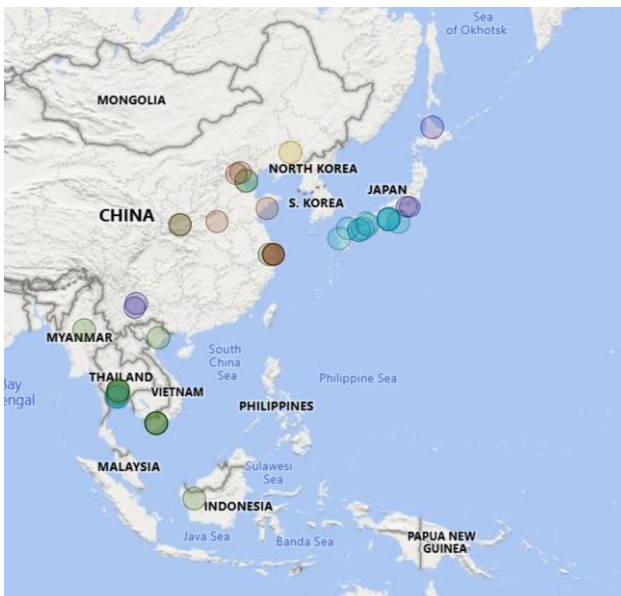 Sea
of Okhotsk
MONGOLIA
NORTH KOREA
JAPAN
S. KOREA
CHINA
MYANMAR
South
China
Sea
THAILAND
VIETNAM
Philippine Sea
Bay
engal
PHILIPPINES
MALAYSIA
Sulawesi
Sea
INDONESIA
Java Sea
Banda Sea
PAPUA NEW
GUINEA